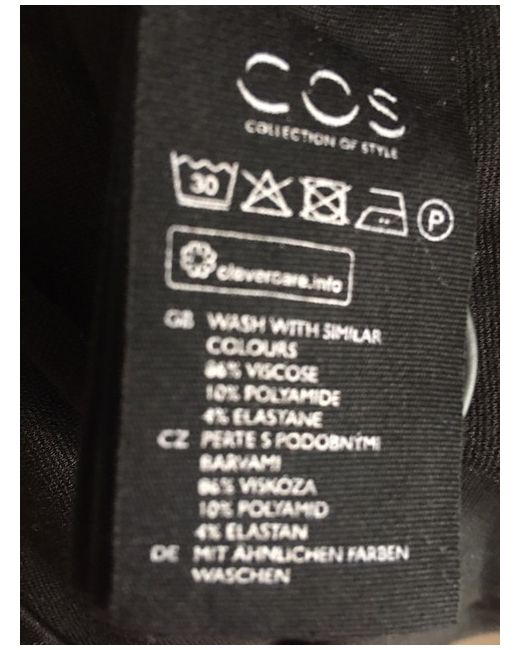 COS
COLLECTION OF STYLE
30
P
clevercare.info
GB WASH WITH SIMILAR
COLOURS
86% VISCOSE
10% POLYAMIDE
4% ELASTANE
CZ PERTE S PODOBNÝMI
BARVAMI
86% VISKÓZA
10% POLYAMID
4% ELASTAN
DE MIT ÄHNLICHEN FARBEN
WASCHEN